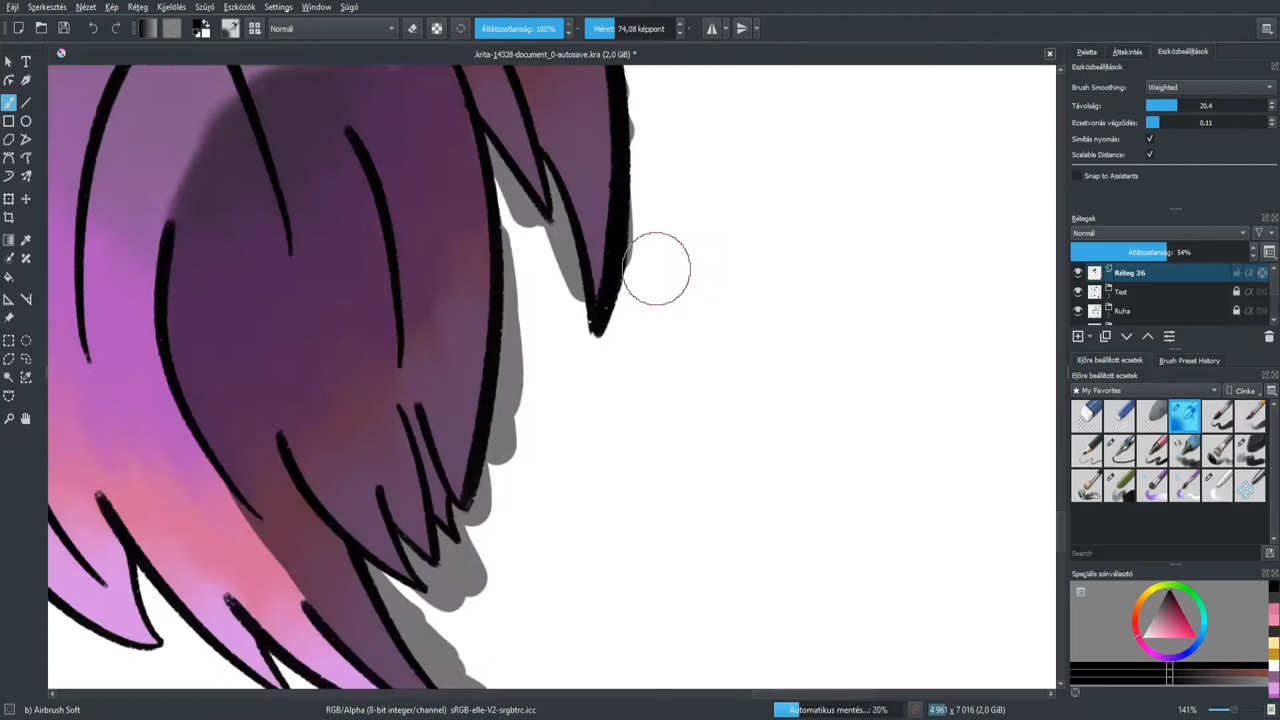 Fájl Szerkesztés Nézet Kép Réteg Kijelölés Szűrő Eszközök Settings Window Súgó
Normál Átlátszatlanság: 100% Méret: 74,08 képpont
.krita-14328-document_0-autosave.kra (2,0 GiB) *
Paletta Áttekintés Eszközbeállítások
Eszközbeállítások
Brush Smoothing: Weighted
Távolság: 20,4
Ecsetvonás végződés: 0,11
Simítás nyomás:
Scalable Distance:
Snap to Assistants
Rétegek
Normál
Átlátszatlanság: 54%
Réteg 36
Test
Ruha
Előre beállított ecsetek Brush Preset History
Előre beállított ecsetek
★ My Favorites Címke
Search
Speciális színválasztó
b) Airbrush Soft RGB/Alpha (8-bit integer/channel) sRGB-elle-V2-srgbtrc.icc Automatikus mentés...: 20% 4 961 x 7 016 (2,0 GiB) 141%